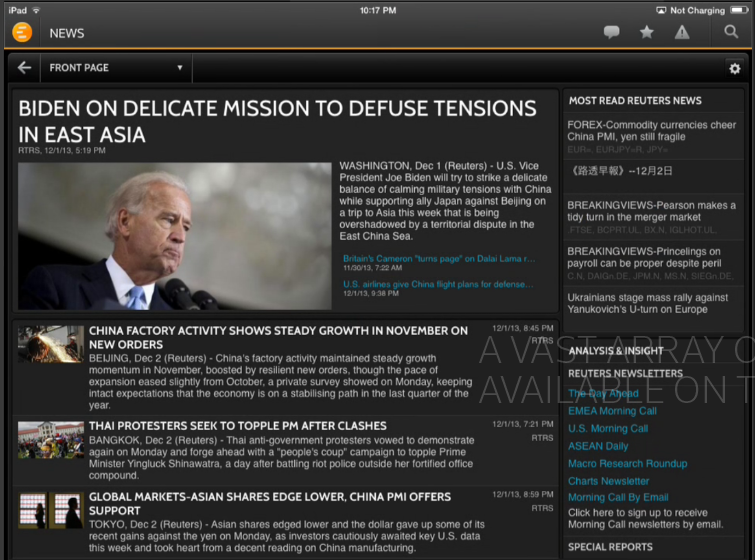 iPad
10:17 PM
Not Charging
NEWS
FRONT PAGE
BIDEN ON DELICATE MISSION TO DEFUSE TENSIONS
IN EAST ASIA
RTRS, 12/1/13, 5:19 PM
WASHINGTON, Dec 1 (Reuters) - U.S. Vice
President Joe Biden will try to strike a delicate
balance of calming military tensions with China
while supporting ally Japan against Beijing on
a trip to Asia this week that is being
overshadowed by a territorial dispute in the
East China Sea.
Britain's Cameron "turns page" on Dalai Lama r...
11/30/13, 7:22 AM
U.S. airlines give China flight plans for defense...
12/1/13, 9:38 PM
CHINA FACTORY ACTIVITY SHOWS STEADY GROWTH IN NOVEMBER ON
NEW ORDERS
12/1/13, 8:45 PM
RTRS
BEIJING, Dec 2 (Reuters) - China's factory activity maintained steady growth
momentum in November, boosted by resilient new orders, though the pace of
expansion eased slightly from October, a private survey showed on Monday, keeping
intact expectations that the economy is on a stabilising path in the last quarter of the
year.
THAI PROTESTERS SEEK TO TOPPLE PM AFTER CLASHES
12/1/13, 7:21 PM
RTRS
BANGKOK, Dec 2 (Reuters) - Thai anti-government protesters vowed to demonstrate
again on Monday and forge ahead with a "people's coup" campaign to topple Prime
Minister Yingluck Shinawatra, a day after battling riot police outside her fortified office
compound.
GLOBAL MARKETS-ASIAN SHARES EDGE LOWER, CHINA PMI OFFERS
SUPPORT
12/1/13, 8:59 PM
RTRS
TOKYO, Dec 2 (Reuters) - Asian shares edged lower and the dollar gave up some of its
recent gains against the yen on Monday, as investors cautiously awaited key U.S. data
this week and took heart from a decent reading on China manufacturing.
MOST READ REUTERS NEWS
FOREX-Commodity currencies cheer
China PMI, yen still fragile
EUR=, EURJPY=R, JPY=
《路透早報》--12月2日
BREAKINGVIEWS-Pearson makes a
tidy turn in the merger market
.FTSE, BCPRT.UL, BX.N, IGLHOT.UL,
BREAKINGVIEWS-Princelings on
payroll can be proper despite peril
C.N, DAIGn.DE, JPM.N, MS.N, SIEGn.DE,
Ukrainians stage mass rally against
Yanukovich's U-turn on Europe
A VAST ARRAY O
AVAILABLE ON T
ANALYSIS & INSIGHT
REUTERS NEWSLETTERS
The Day Ahead
EMEA Morning Call
U.S. Morning Call
ASEAN Daily
Macro Research Roundup
Charts Newsletter
Morning Call By Email
Click here to sign up to receive
Morning Call newsletters by email.
SPECIAL REPORTS